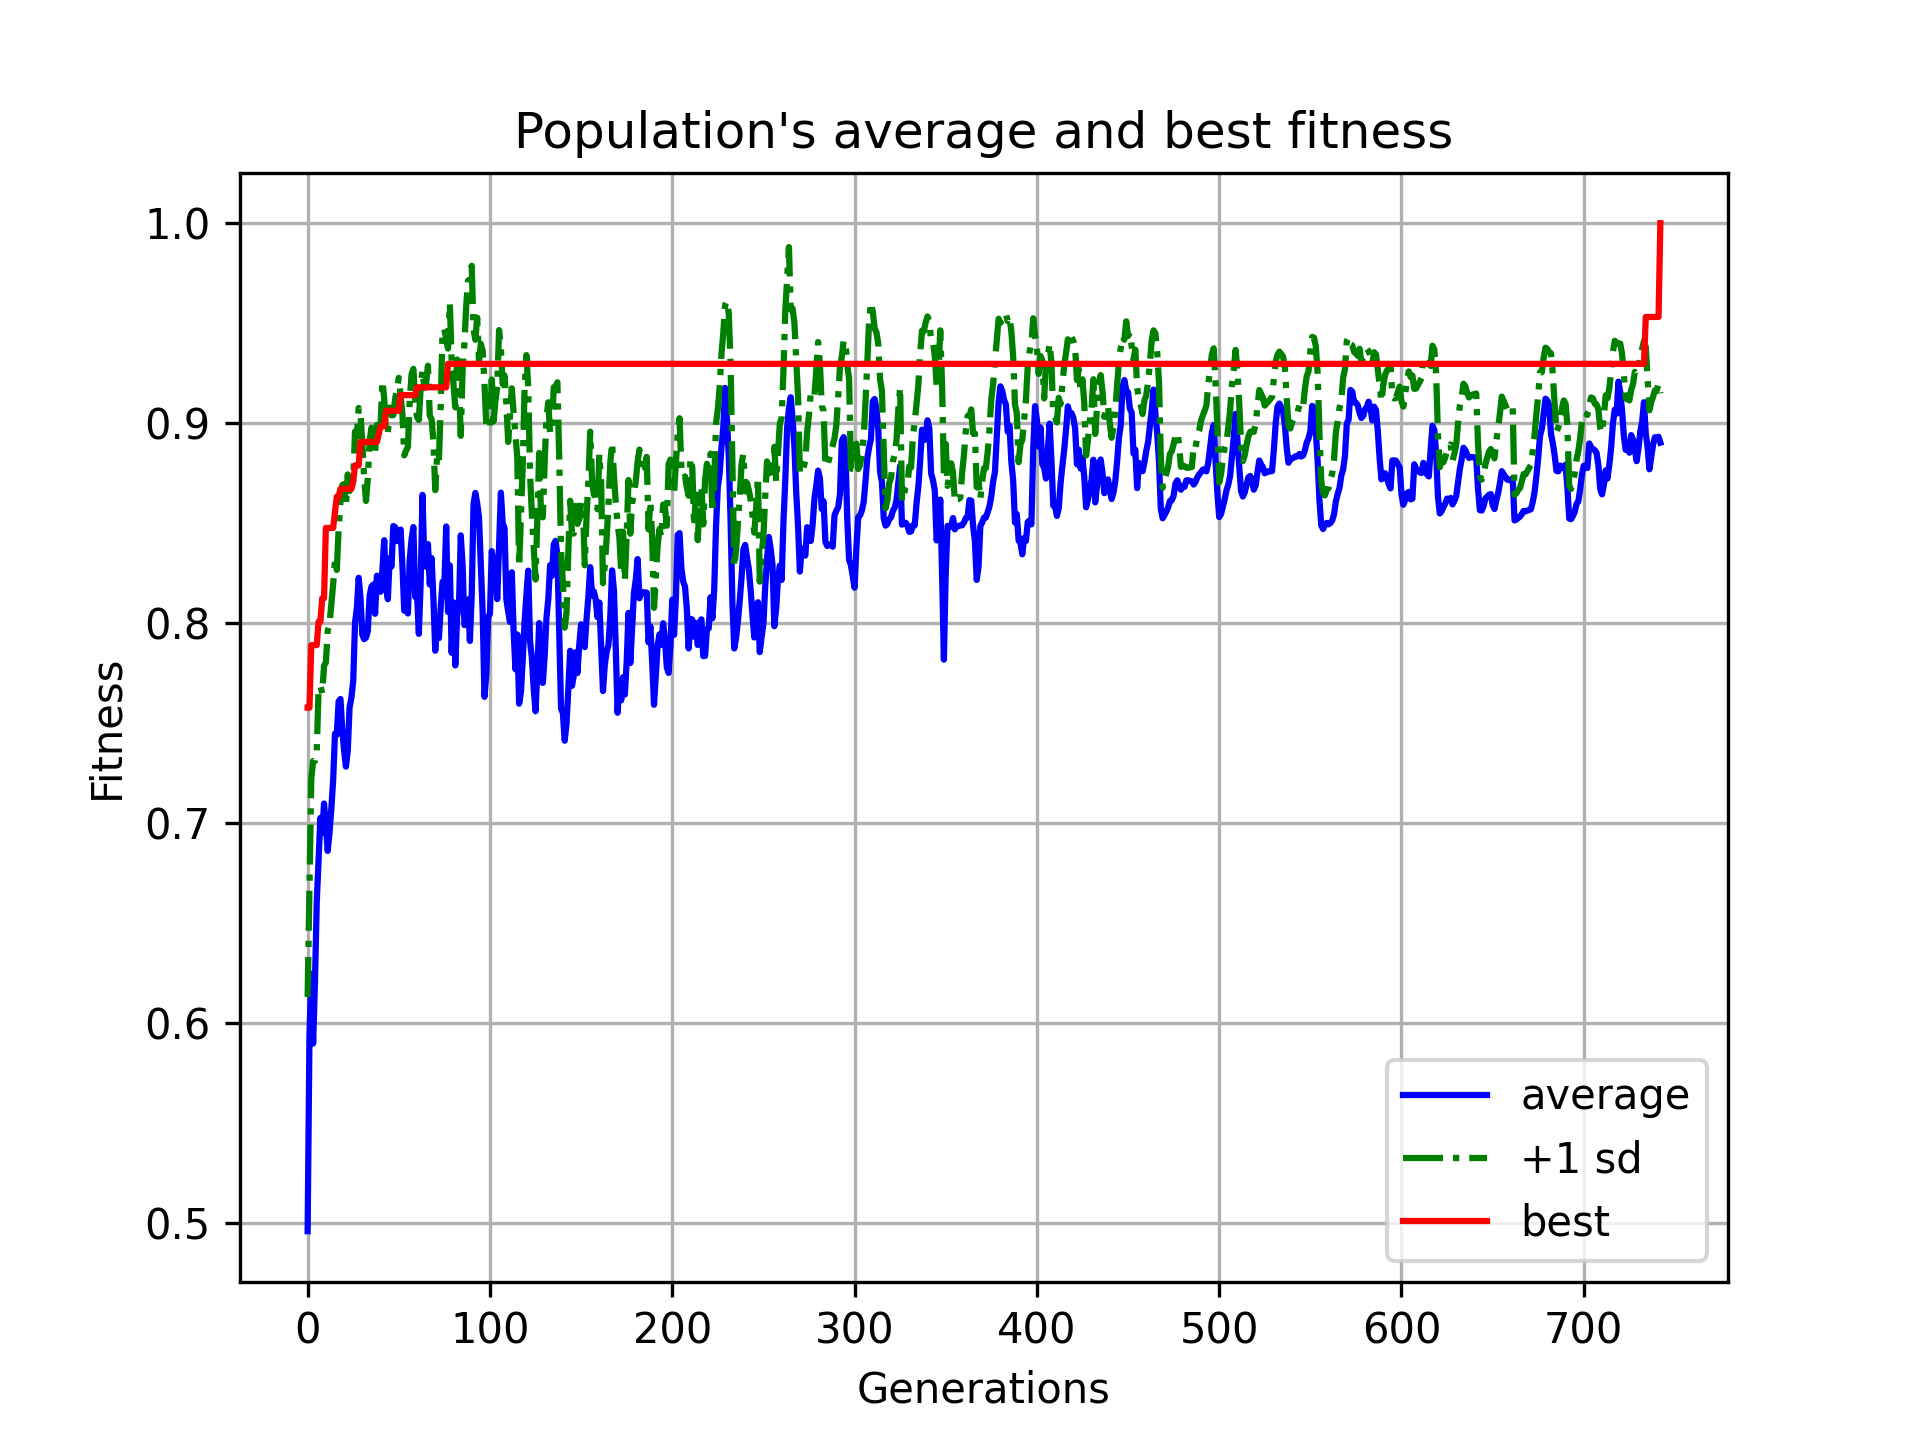 Population's average and best fitness
1.0
0.9
0.8
0.7
0.6
0.5
Fitness
average
+1 sd
best
0 100 200 300 400 500 600 700
Generations